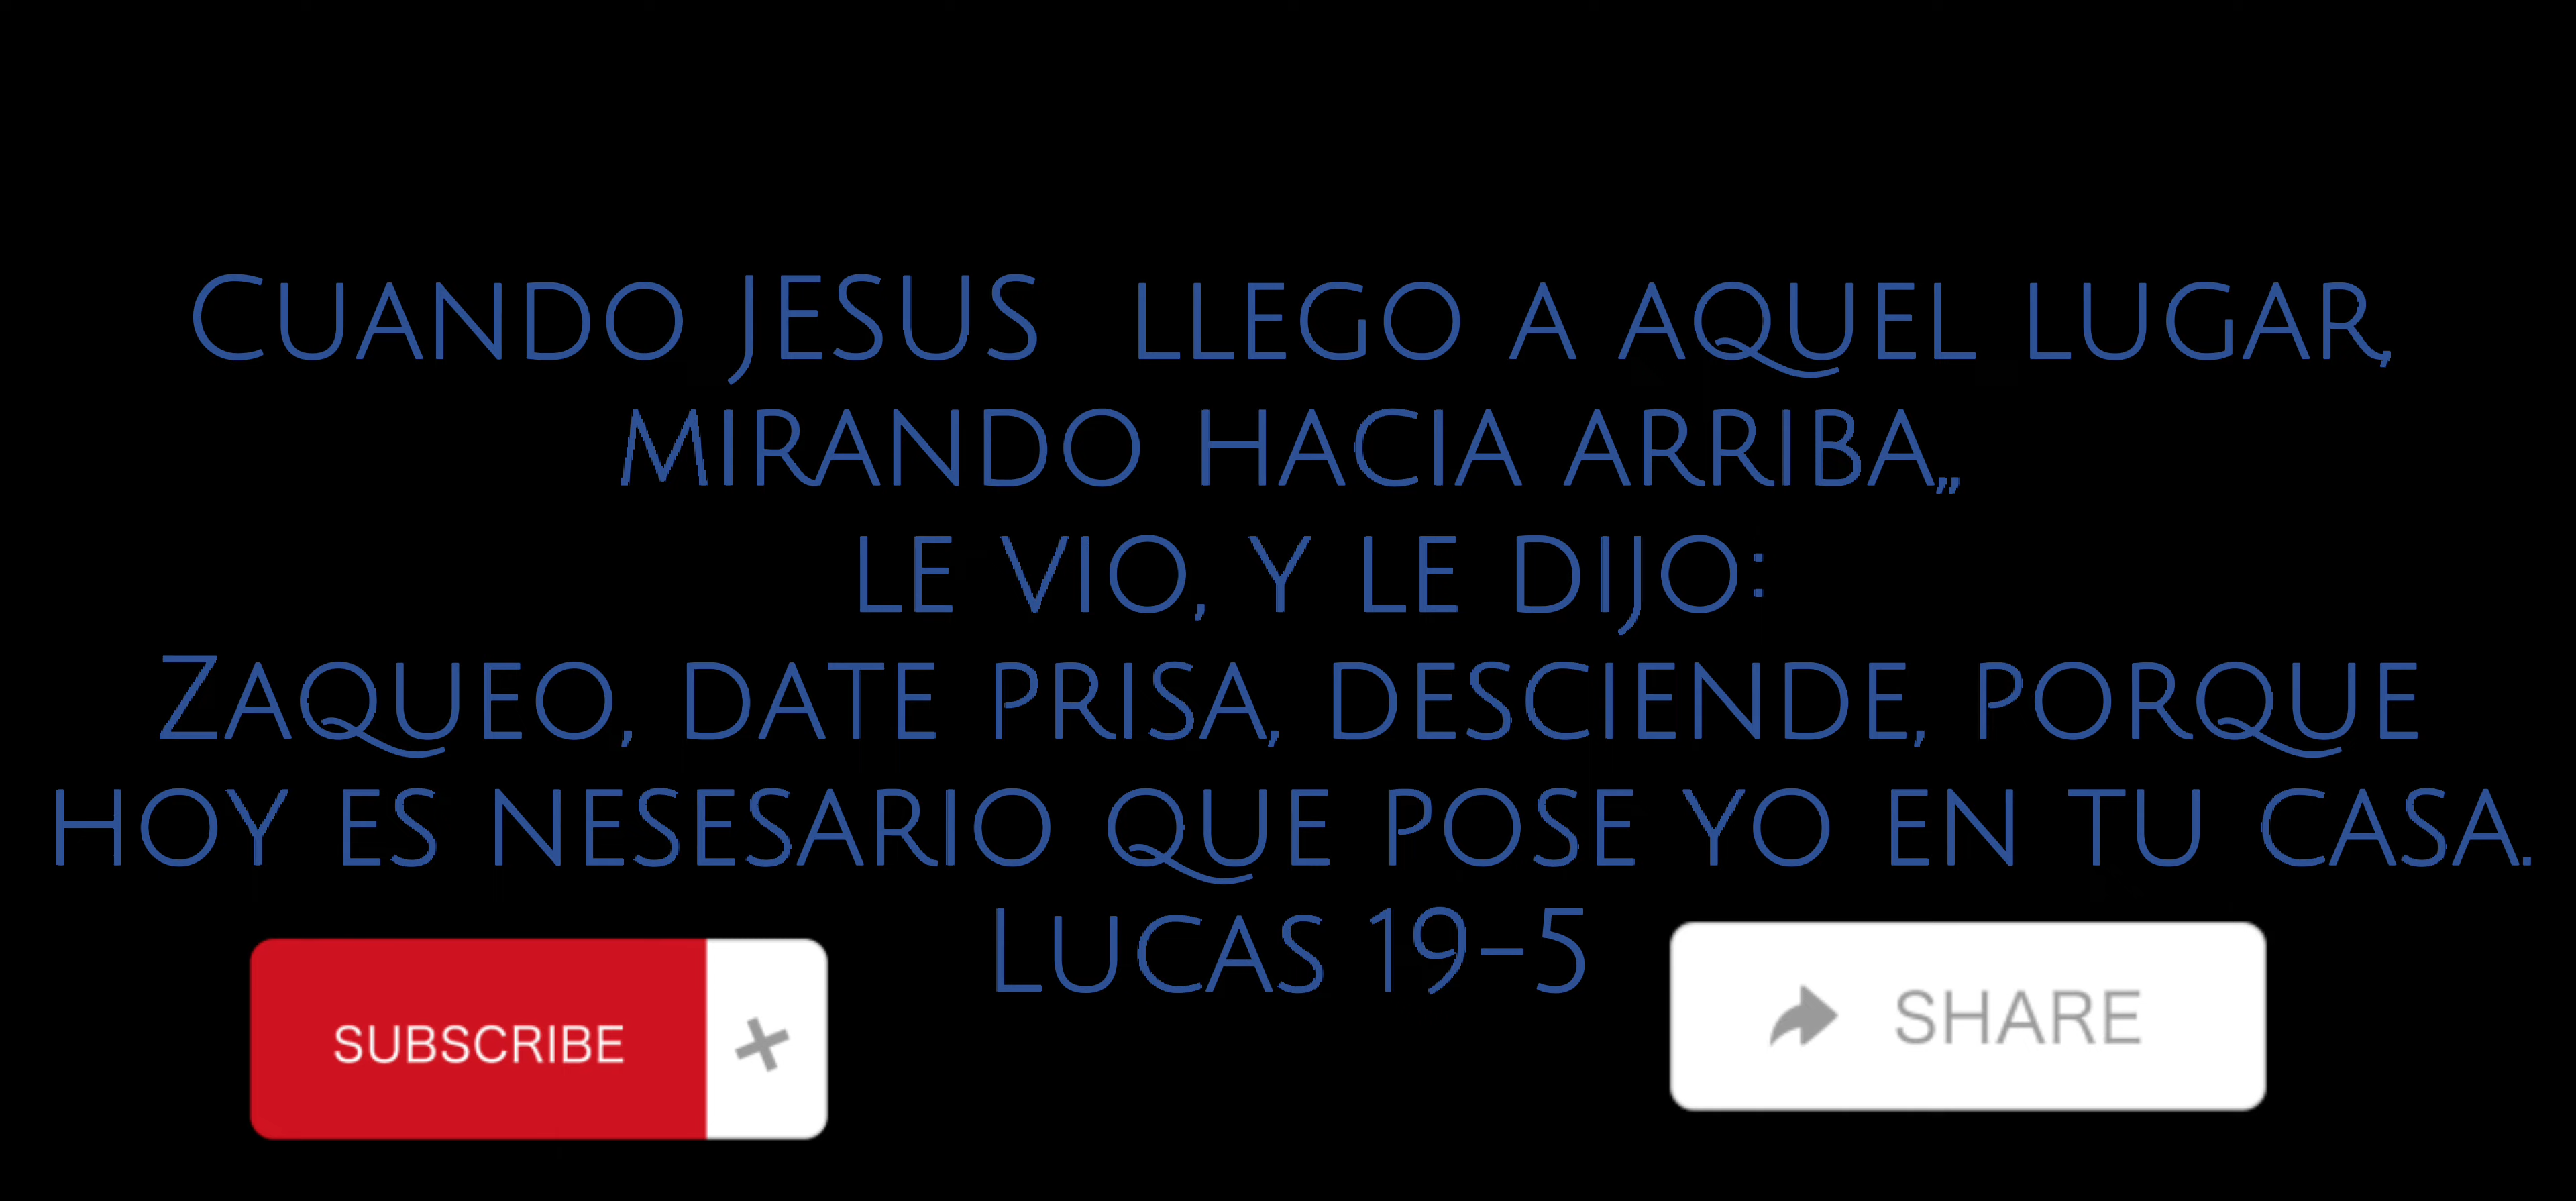 Cuando JESUS llego a aquel lugar,
mirando hacia arriba,,
le vio, y le dijo:
Zaqueo, date prisa, desciende, porque
hoy es nesesario que pose yo en tu casa.
Lucas 19-5
SUBSCRIBE
SHARE